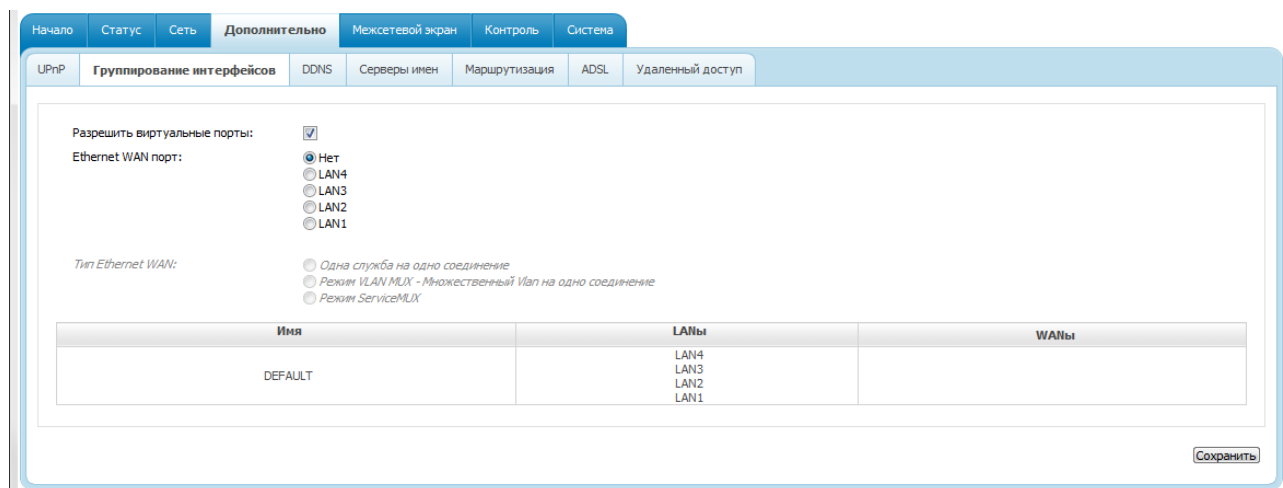 Начало Статус Сеть Дополнительно Межсетевой экран Контроль Система
UPnP Группирование интерфейсов DDNS Серверы имен Маршрутизация ADSL Удаленный доступ
Разрешить виртуальные порты:
Ethernet WAN порт: Нет
LAN4
LAN3
LAN2
LAN1
Тип Ethernet WAN: Одна служба на одно соединение
Режим VLAN MUX - Множественный Vlan на одно соединение
Режим ServiceMUX
Имя LANы WANы
DEFAULT LAN4
LAN3
LAN2
LAN1
Сохранить